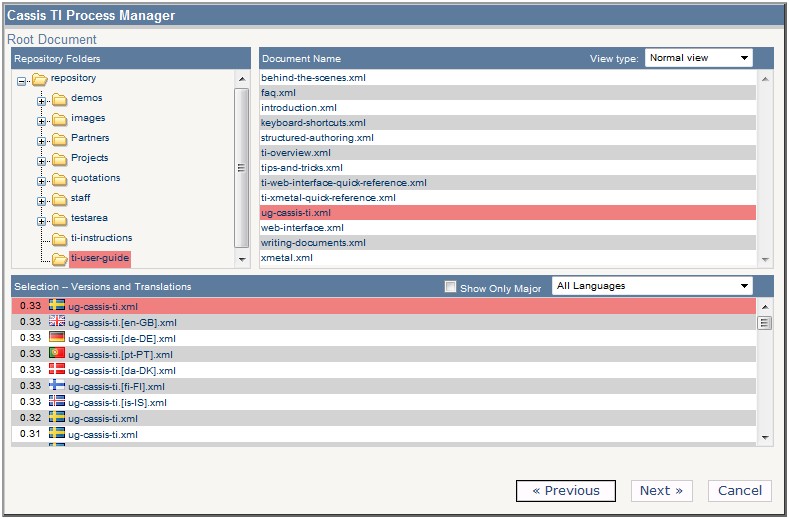 Cassis TI Process Manager
Root Document
Repository Folders
repository
demos
images
Partners
Projects
quotations
staff
testarea
ti-instructions
ti-user-guide
Document Name
View type: Normal view
behind-the-scenes.xml
faq.xml
introduction.xml
keyboard-shortcuts.xml
structured-authoring.xml
ti-overview.xml
tips-and-tricks.xml
ti-web-interface-quick-reference.xml
ti-xmetal-quick-reference.xml
ug-cassis-ti.xml
web-interface.xml
writing-documents.xml
xmetal.xml
Selection -- Versions and Translations
Show Only Major
All Languages
0.33 ug-cassis-ti.xml
0.33 ug-cassis-ti.[en-GB].xml
0.33 ug-cassis-ti.[de-DE].xml
0.33 ug-cassis-ti.[pt-PT].xml
0.33 ug-cassis-ti.[da-DK].xml
0.33 ug-cassis-ti.[fi-FI].xml
0.33 ug-cassis-ti.[is-IS].xml
0.32 ug-cassis-ti.xml
0.31 ug-cassis-ti.xml
« Previous
Next »
Cancel